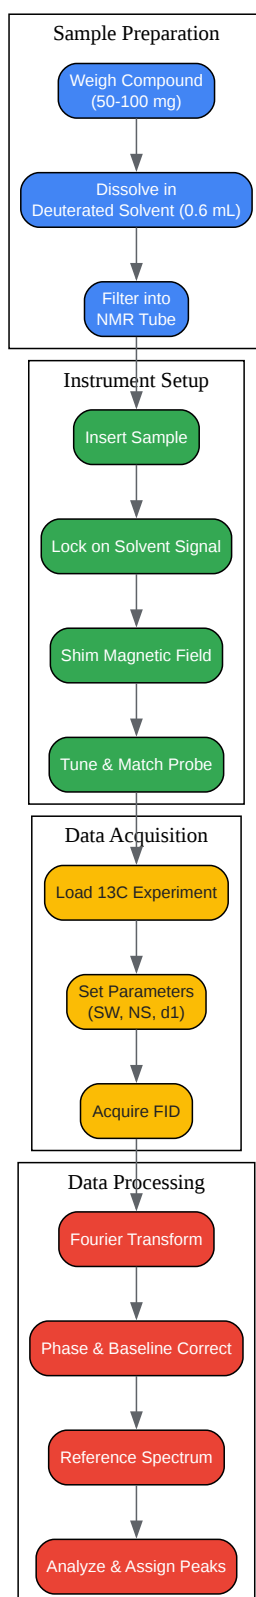 Sample Preparation
Weigh Compound
(50-100 mg)
Dissolve in
Deuterated Solvent (0.6 mL)
Filter into
NMR Tube
Instrument Setup
Insert Sample
Lock on Solvent Signal
Shim Magnetic Field
Tune & Match Probe
Data Acquisition
Load 13C Experiment
Set Parameters
(SW, NS, d1)
Acquire FID
Data Processing
Fourier Transform
Phase & Baseline Correct
Reference Spectrum
Analyze & Assign Peaks